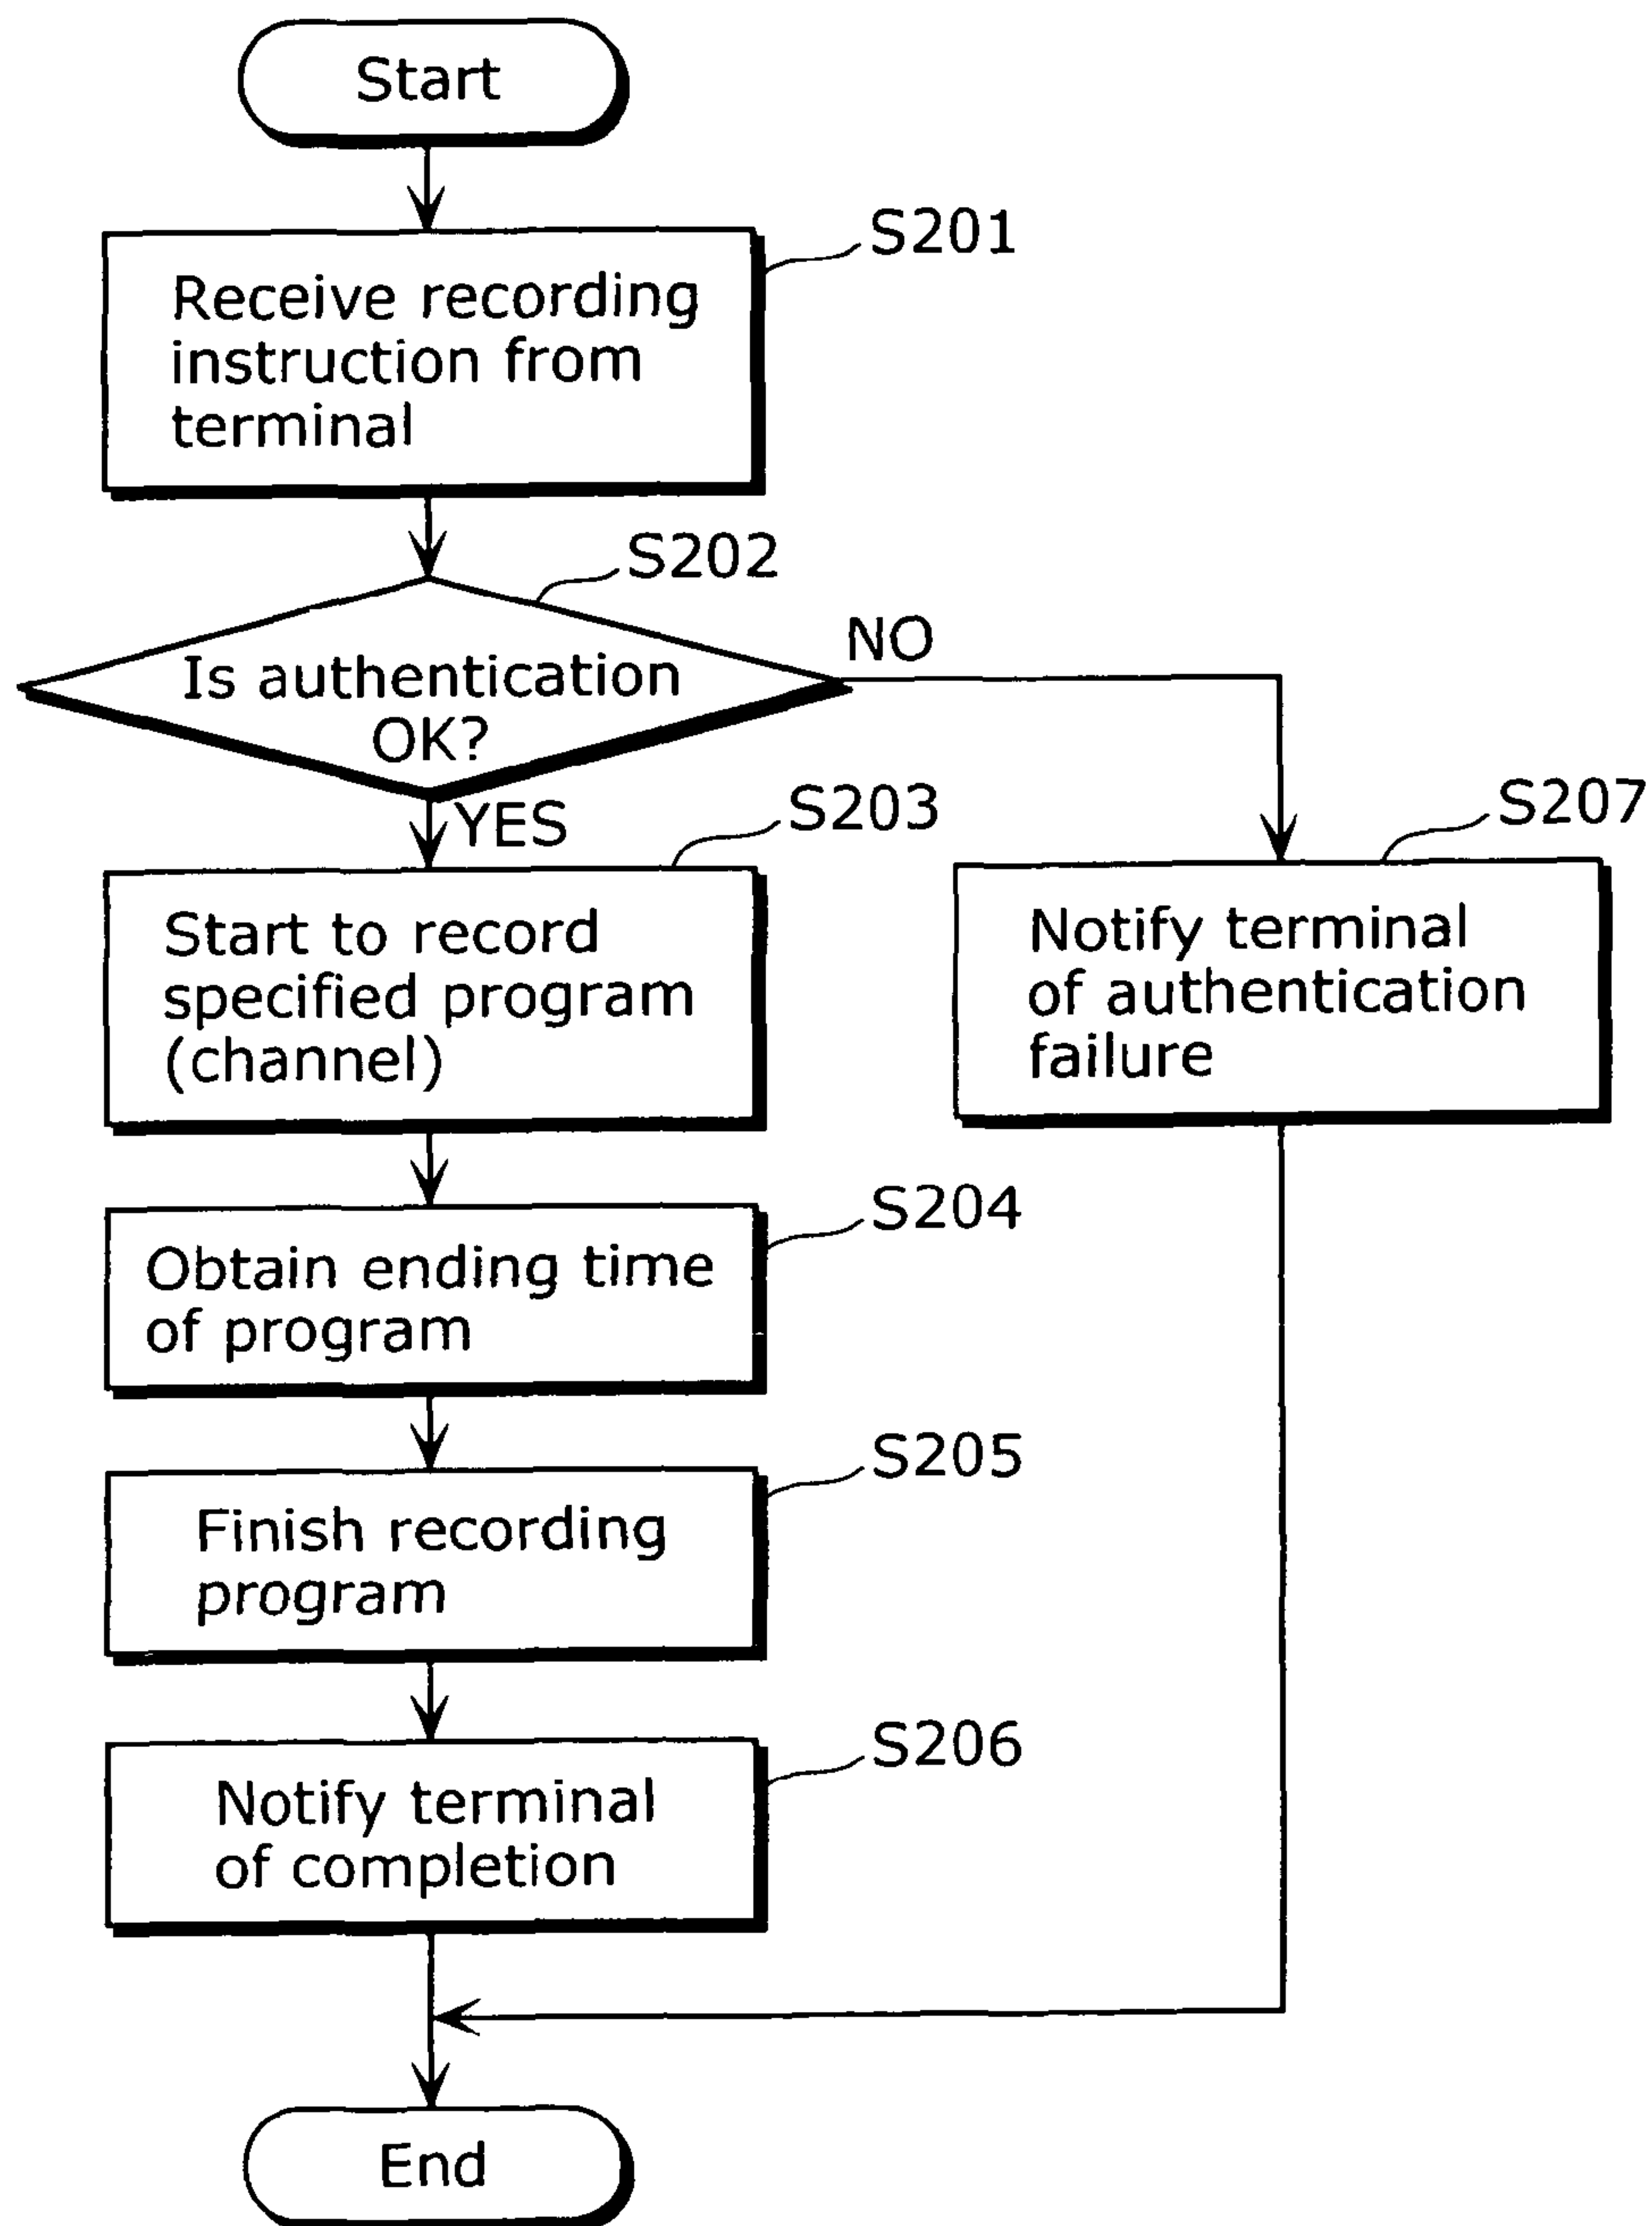 Start
S201
Receive recording
instruction from
terminal
S202
Is authentication
OK?
NO
YES
S203
Start to record
specified program
(channel)
S207
Notify terminal
of authentication
failure
S204
Obtain ending time
of program
S205
Finish recording
program
S206
Notify terminal
of completion
End